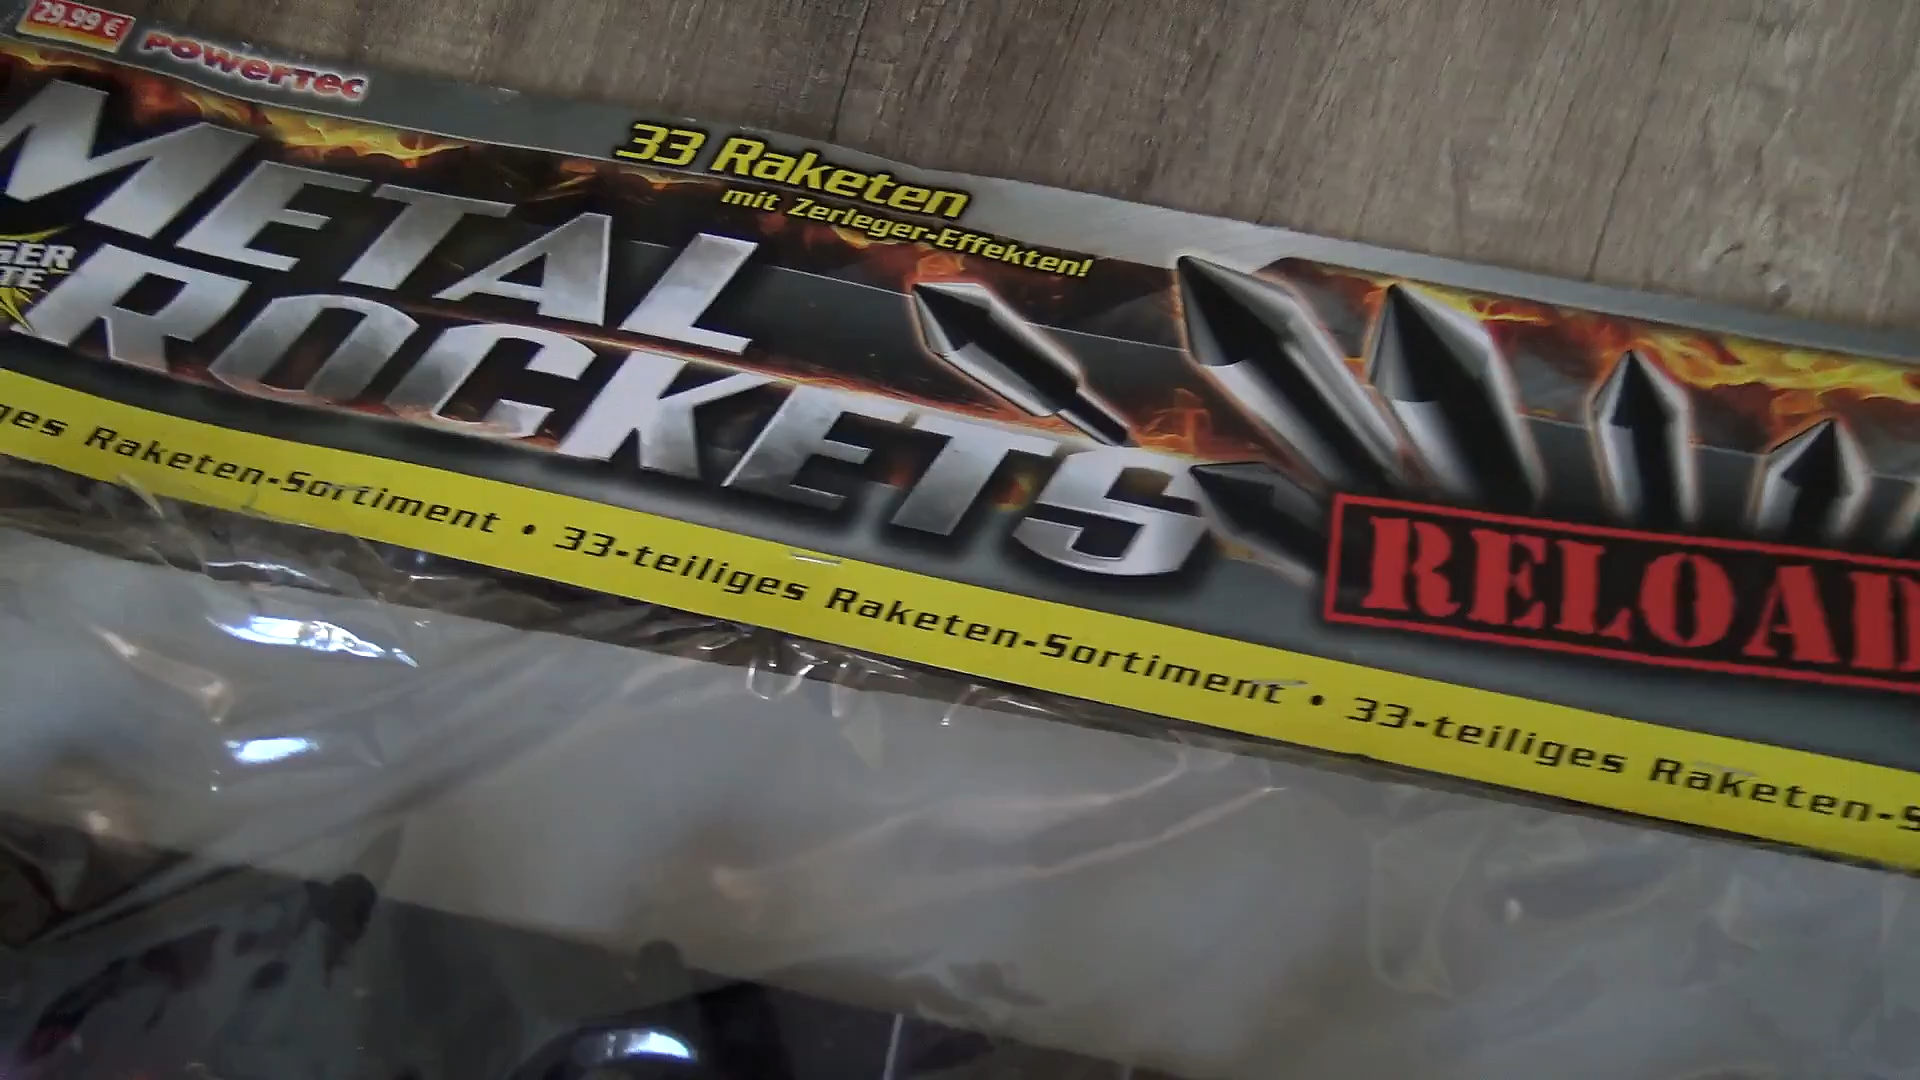 29,99 €
POWERTEC
33 Raketen
mit Zerleger-Effekten!
METAL
ROCKETS
RELOAD
Raketen-Sortiment • 33-teiliges Raketen-Sortiment • 33-teiliges Raketen-S